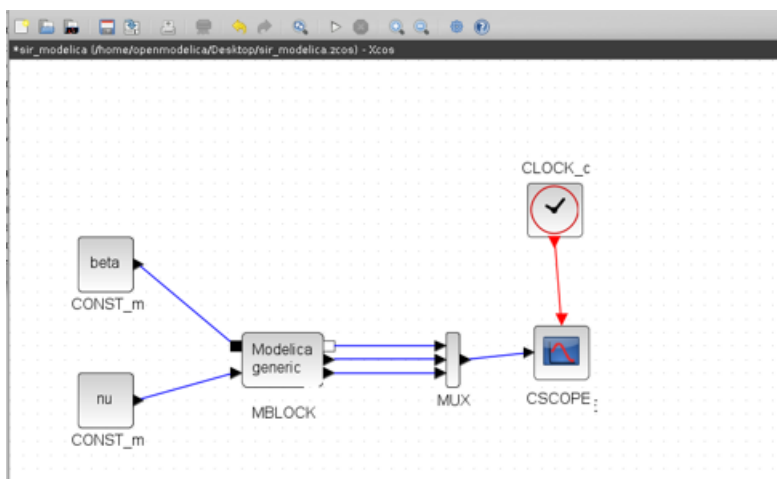 *sir_modelica (/home/openmodelica/Desktop/sir_modelica.zcos) - Xcos
CLOCK_c
beta
CONST_m
Modelica
generic
MBLOCK
MUX
CSCOPE
nu
CONST_m